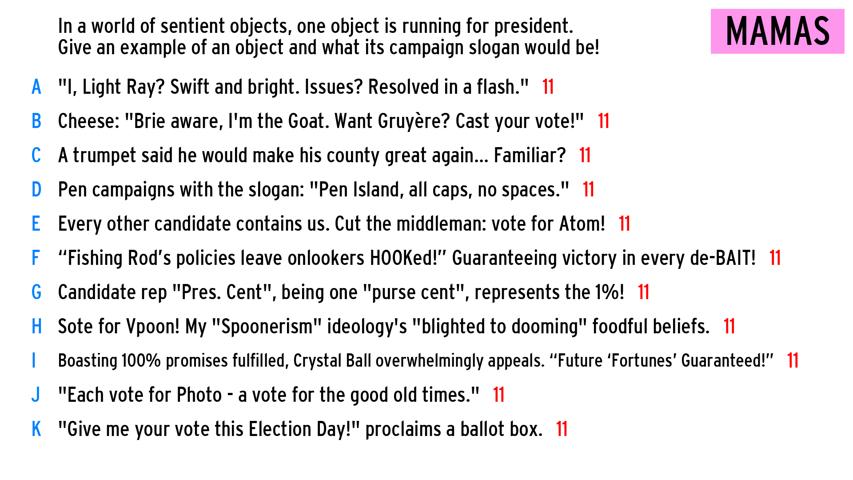 In a world of sentient objects, one object is running for president.
Give an example of an object and what its campaign slogan would be!
MAMAS
A "I, Light Ray? Swift and bright. Issues? Resolved in a flash." 11
B Cheese: "Brie aware, I'm the Goat. Want Gruyère? Cast your vote!" 11
C A trumpet said he would make his county great again... Familiar? 11
D Pen campaigns with the slogan: "Pen Island, all caps, no spaces." 11
E Every other candidate contains us. Cut the middleman: vote for Atom! 11
F “Fishing Rod’s policies leave onlookers HOOKed!” Guaranteeing victory in every de-BAIT! 11
G Candidate rep "Pres. Cent", being one "purse cent", represents the 1%! 11
H Sote for Vpoon! My "Spoonerism" ideology's "blighted to dooming" foodful beliefs. 11
I Boasting 100% promises fulfilled, Crystal Ball overwhelmingly appeals. “Future ‘Fortunes’ Guaranteed!” 11
J "Each vote for Photo - a vote for the good old times." 11
K "Give me your vote this Election Day!" proclaims a ballot box. 11